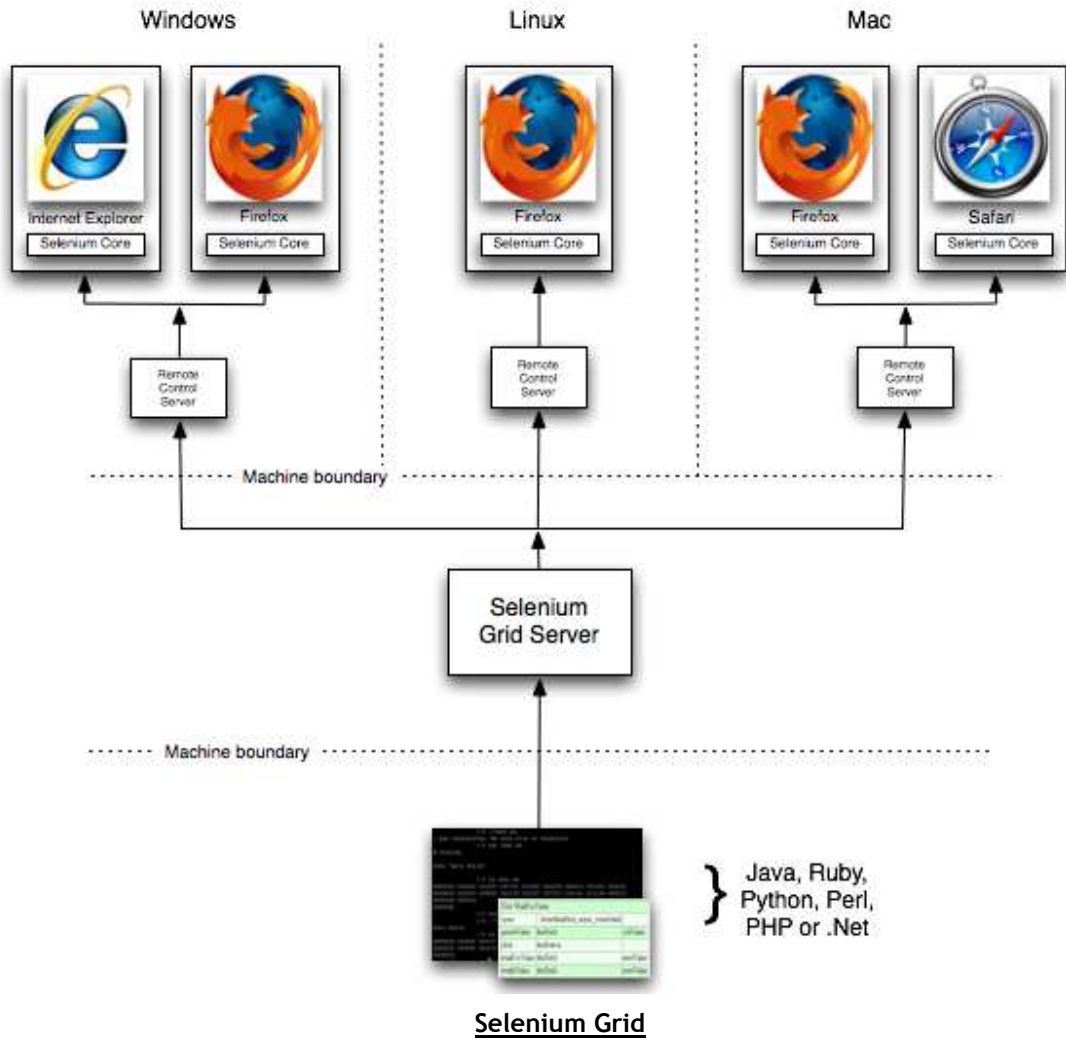 Windows
Linux
Mac
Internet Explorer
Selenium Core
Firefox
Selenium Core
Firefox
Selenium Core
Firefox
Selenium Core
Safari
Selenium Core
Remote
Control
Server
Remote
Control
Server
Remote
Control
Server
Machine boundary
Selenium
Grid Server
Machine boundary
Java, Ruby,
Python, Perl,
PHP or .Net
Selenium Grid